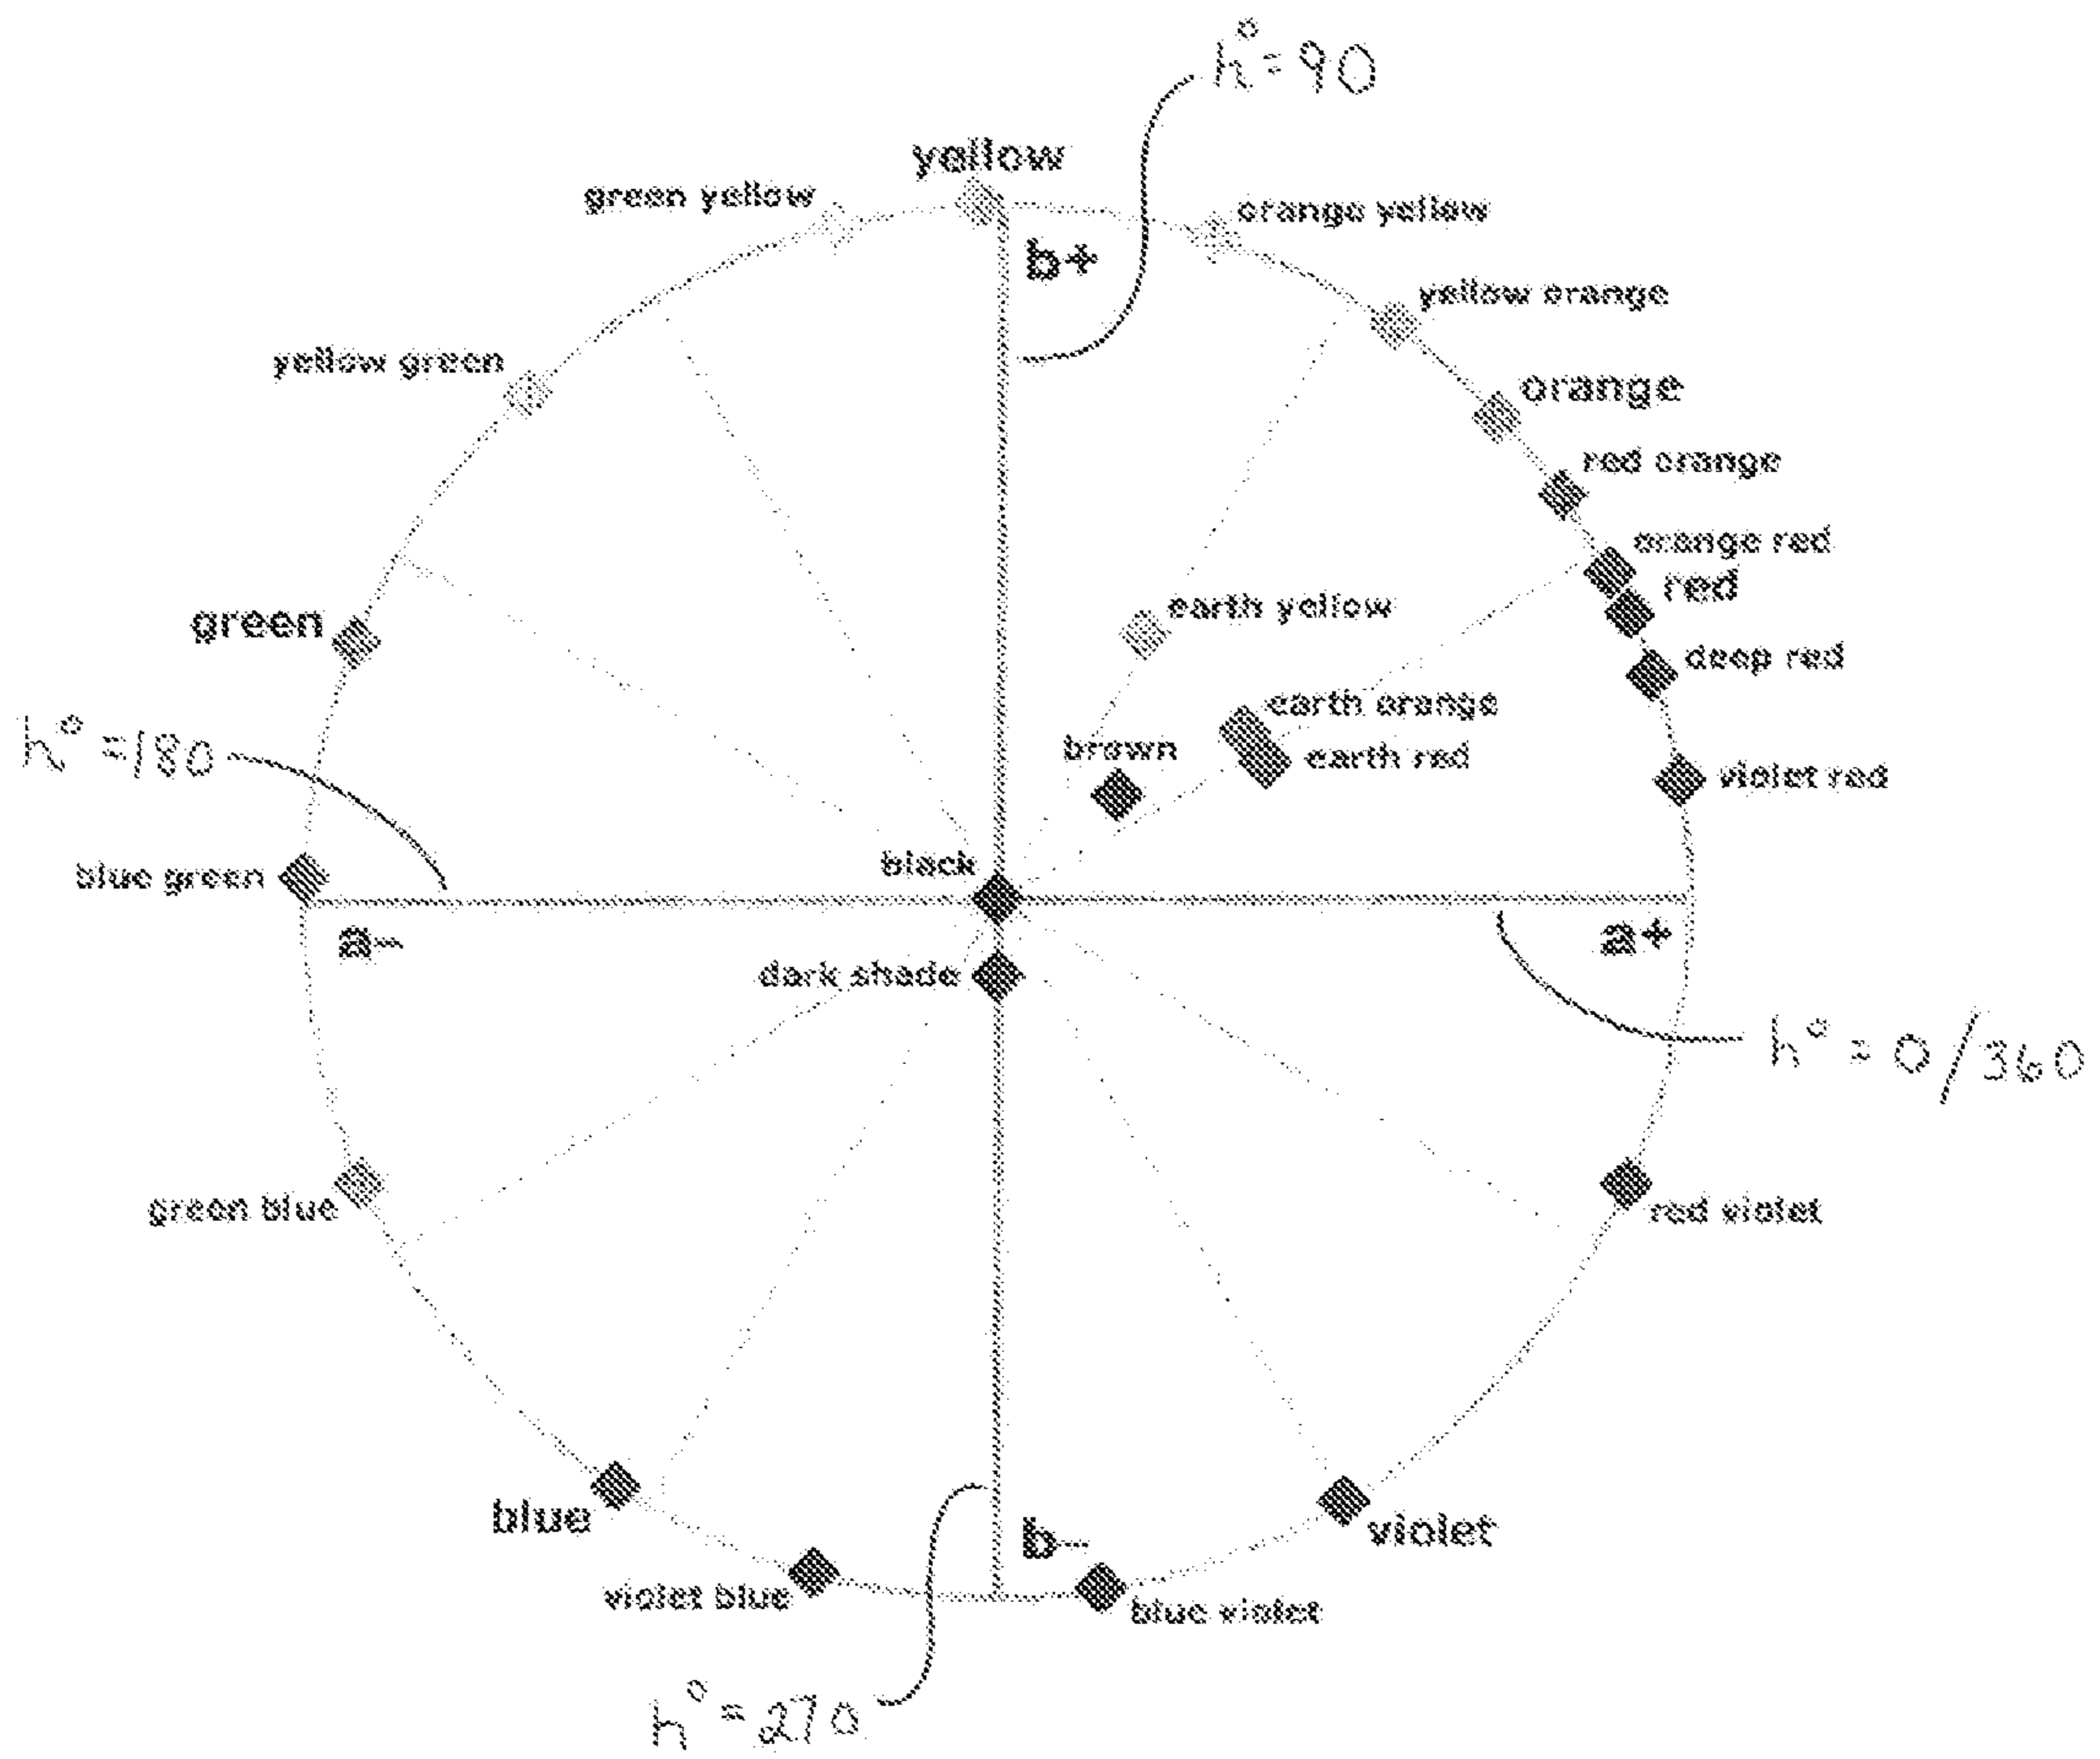 h° = 90
yellow
green yellow
orange yellow
b+
yellow orange
yellow green
orange
red orange
orange red
red
green
earth yellow
deep red
earth orange
h° = 180
brown
earth red
violet red
black
blue green
a-
a+
dark shade
h° = 0/360
green blue
red violet
blue
b-
violet
violet blue
blue violet
h° = 270